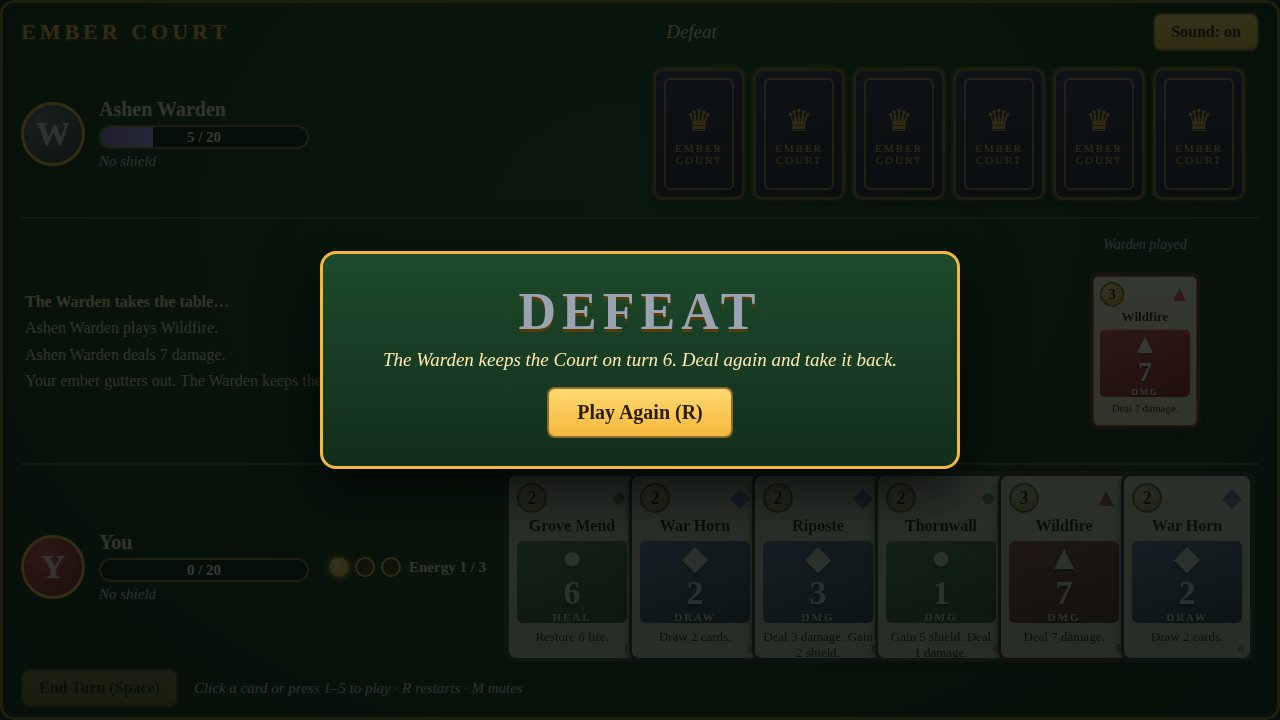 EMBER COURT
Defeat
Sound: on
W
Ashen Warden
5 / 20
No shield
EMBER COURT
EMBER COURT
EMBER COURT
EMBER COURT
EMBER COURT
EMBER COURT
The Warden takes the table…
Ashen Warden plays Wildfire.
Ashen Warden deals 7 damage.
Your ember gutters out. The Warden keeps the
Warden played
3
Wildfire
7
DMG
Deal 7 damage.
DEFEAT
The Warden keeps the Court on turn 6. Deal again and take it back.
Play Again (R)
Y
You
0 / 20
No shield
Energy 1 / 3
2
Grove Mend
6
HEAL
Restore 6 life.
1
2
War Horn
2
DRAW
Draw 2 cards.
2
2
Riposte
3
DMG
Deal 3 damage. Gain
2 shield.
3
2
Thornwall
1
DMG
Gain 5 shield. Deal
1 damage.
4
3
Wildfire
7
DMG
Deal 7 damage.
5
2
War Horn
2
DRAW
Draw 2 cards.
6
End Turn (Space)
Click a card or press 1–5 to play · R restarts · M mutes